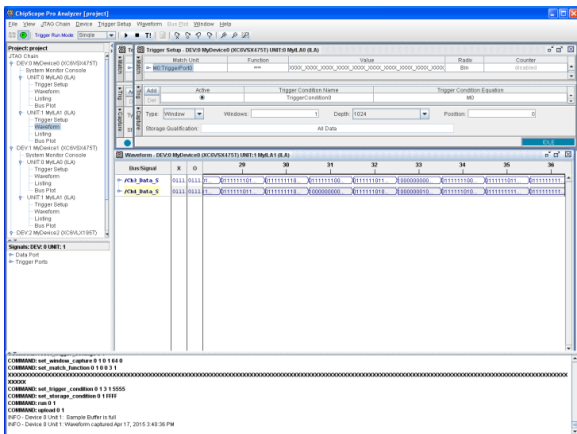 ChipScope Pro Analyzer [project]
File View JTAG Chain Device Trigger Setup Waveform Bus Plot Window Help
Trigger Run Mode: Single
Project: project
JTAG Chain
DEV:0 MyDevice0 (XC6VSX475T)
System Monitor Console
UNIT:0 MyILA0 (ILA)
Trigger Setup
Waveform
Listing
Bus Plot
UNIT:1 MyILA1 (ILA)
Trigger Setup
Waveform
Listing
Bus Plot
DEV:1 MyDevice1 (XC6VSX475T)
System Monitor Console
UNIT:0 MyILA0 (ILA)
Trigger Setup
Waveform
Listing
Bus Plot
UNIT:1 MyILA1 (ILA)
Trigger Setup
Waveform
Listing
Bus Plot
DEV:2 MyDevice2 (XC6VLX195T)
Signals: DEV: 0 UNIT: 1
Data Port
Trigger Ports
Trigger Setup - DEV:0 MyDevice0 (XC6VSX475T) UNIT:0 MyILA0 (ILA)
Match Unit Function Value Radix Counter
M0:TriggerPort0 == Bin disabled
Add Active Trigger Condition Name Trigger Condition Equation
Del TriggerCondition0 M0
Type: Window Windows: 1 Depth: 1024 Position: 0
Storage Qualification: All Data
IDLE
Waveform - DEV:0 MyDevice0 (XC6VSX475T) UNIT:1 MyILA1 (ILA)
Bus/Signal X O 29 30 31 32 33 34 35 36
0111 0111
0111 0111
COMMAND: set_window_capture 0 1 0 1 64 0
COMMAND: set_match_function 0 1 0 0 3 1
XXXXX
COMMAND: set_trigger_condition 0 1 3 1 5555
COMMAND: set_storage_condition 0 1 FFFF
COMMAND: run 0 1
COMMAND: upload 0 1
INFO - Device 0 Unit 1: Sample Buffer is full
INFO - Device 0 Unit 1: Waveform captured Apr 17, 2015 3:48:36 PM